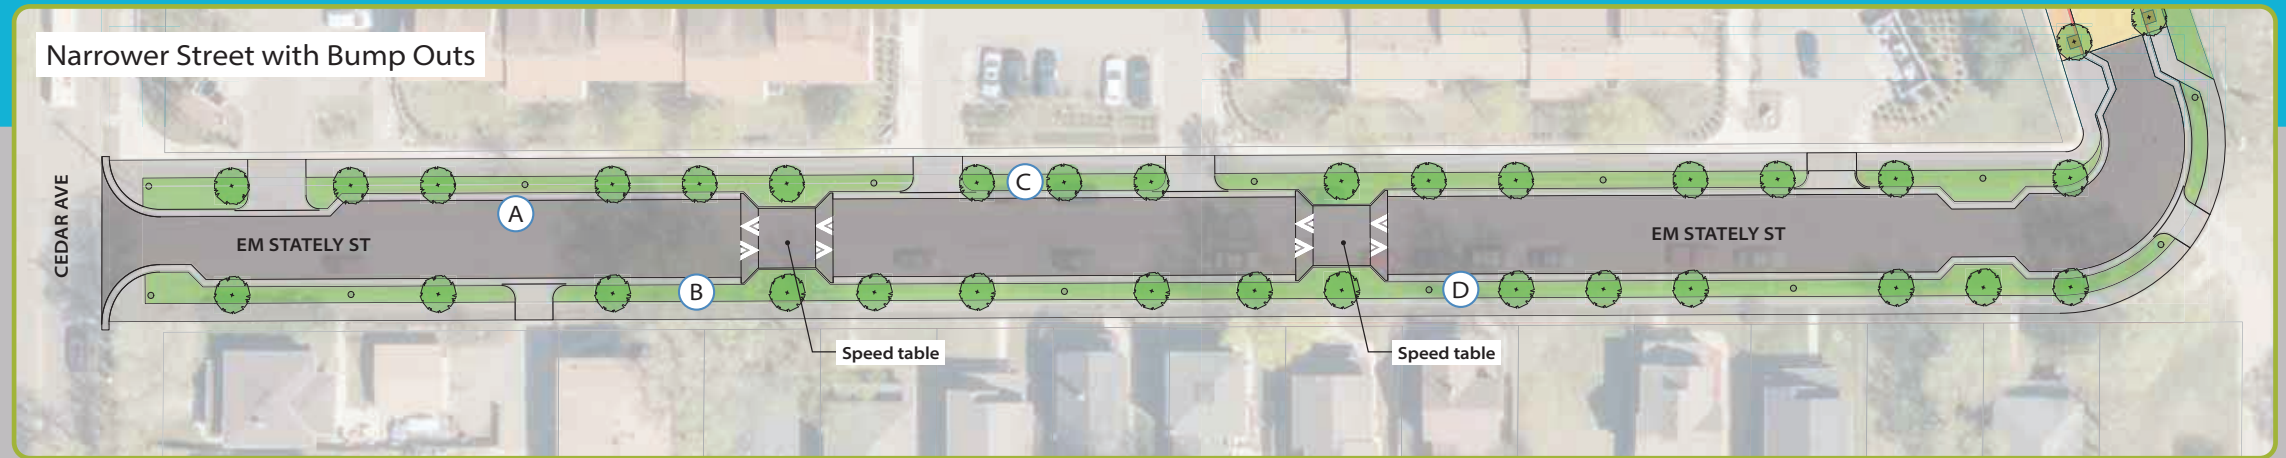 Narrower Street with Bump Outs
CEDAR AVE
A
C
EM STATELY ST
EM STATELY ST
B
D
Speed table
Speed table